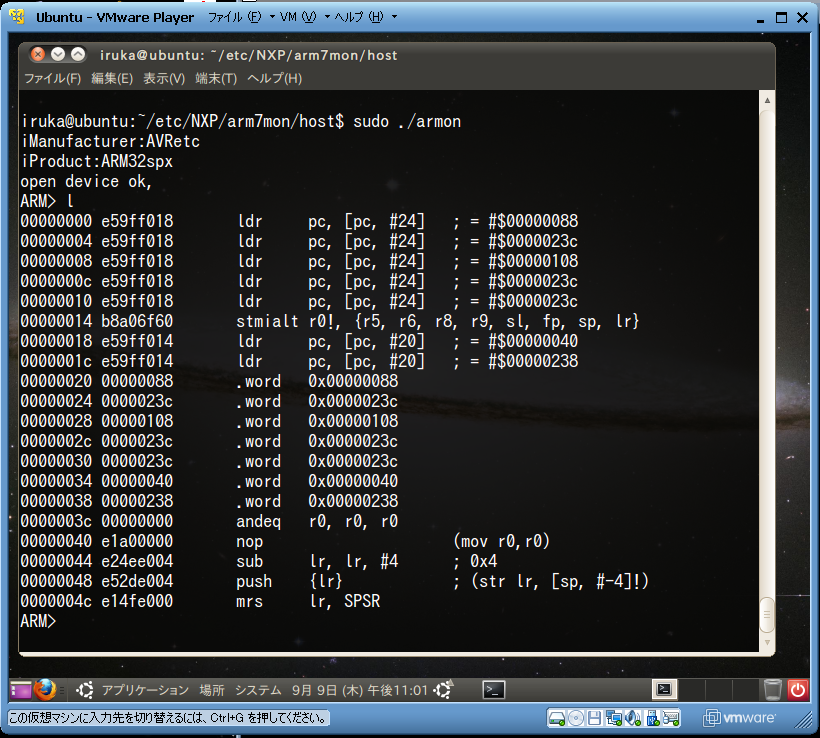 Ubuntu - VMware Player ファイル (F) VM (V) ヘルプ (H)
iruka@ubuntu: ~/etc/NXP/arm7mon/host
ファイル(F) 編集(E) 表示(V) 端末(T) ヘルプ(H)
iruka@ubuntu:~/etc/NXP/arm7mon/host$ sudo ./armon
iManufacturer:AVRetc
iProduct:ARM32spx
open device ok,
ARM> l
00000000 e59ff018 ldr pc, [pc, #24] ; = #$00000088
00000004 e59ff018 ldr pc, [pc, #24] ; = #$0000023c
00000008 e59ff018 ldr pc, [pc, #24] ; = #$00000108
0000000c e59ff018 ldr pc, [pc, #24] ; = #$0000023c
00000010 e59ff018 ldr pc, [pc, #24] ; = #$0000023c
00000014 b8a06f60 stmialt r0!, {r5, r6, r8, r9, sl, fp, sp, lr}
00000018 e59ff014 ldr pc, [pc, #20] ; = #$00000040
0000001c e59ff014 ldr pc, [pc, #20] ; = #$00000238
00000020 00000088 .word 0x00000088
00000024 0000023c .word 0x0000023c
00000028 00000108 .word 0x00000108
0000002c 0000023c .word 0x0000023c
00000030 0000023c .word 0x0000023c
00000034 00000040 .word 0x00000040
00000038 00000238 .word 0x00000238
0000003c 00000000 andeq r0, r0, r0
00000040 e1a00000 nop (mov r0,r0)
00000044 e24ee004 sub lr, lr, #4 ; 0x4
00000048 e52de004 push {lr} ; (str lr, [sp, #-4]!)
0000004c e14fe000 mrs lr, SPSR
ARM>
アプリケーション 場所 システム 9月 9日 (木) 午後11:01
この仮想マシンに入力先を切り替えるには、Ctrl+G を押してください。 vmware